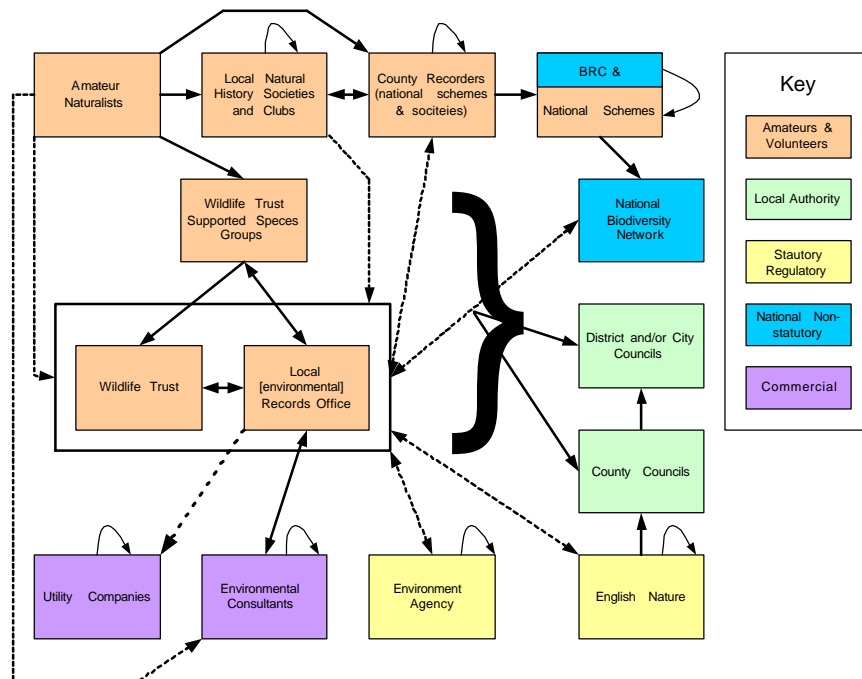 Amateur
Naturalists
Local Natural
History Societies
and Clubs
County Recorders
(national schemes
& sociteies)
BRC &
National Schemes
Wildlife Trust
Supported Speces
Groups
National
Biodiversity
Network
Wildlife Trust
Local
[environmental]
Records Office
District and/or City
Councils
County Councils
Utility Companies
Environmental
Consultants
Environment
Agency
English Nature
Key
Amateurs &
Volunteers
Local Authority
Stautory
Regulatory
National Non-
statutory
Commercial